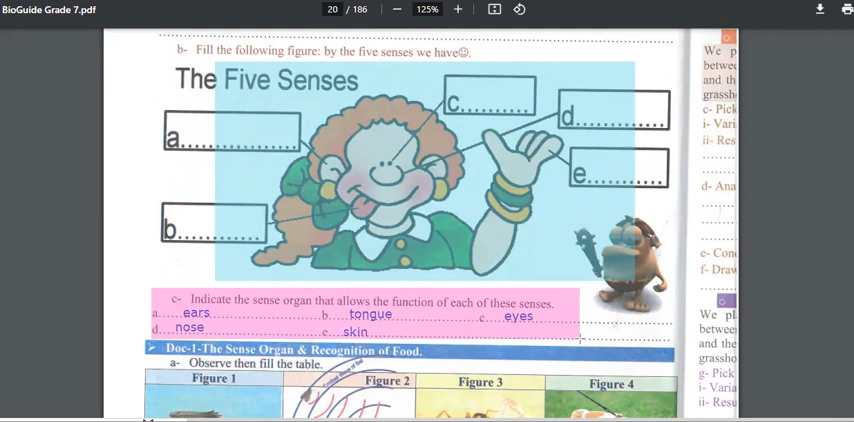 BioGuide Grade 7.pdf
20 / 186
125%
b- Fill the following figure: by the five senses we have☺.
The Five Senses
a..............
b..............
c..............
d..............
e..............
c- Indicate the sense organ that allows the function of each of these senses.
a......ears...... b......tongue...... c......eyes......
d......nose...... e......skin......
Doc-1-The Sense Organ & Recognition of Food.
a- Observe then fill the table.
Figure 1 Figure 2 Figure 3 Figure 4
We p
betwee
and th
grassh
c- Pick
i- Vari
ii- Res
d- Ana
e- Con
f- Draw
We pl
betwee
and the
grassho
g- Pick
i- Varia
ii- Resu